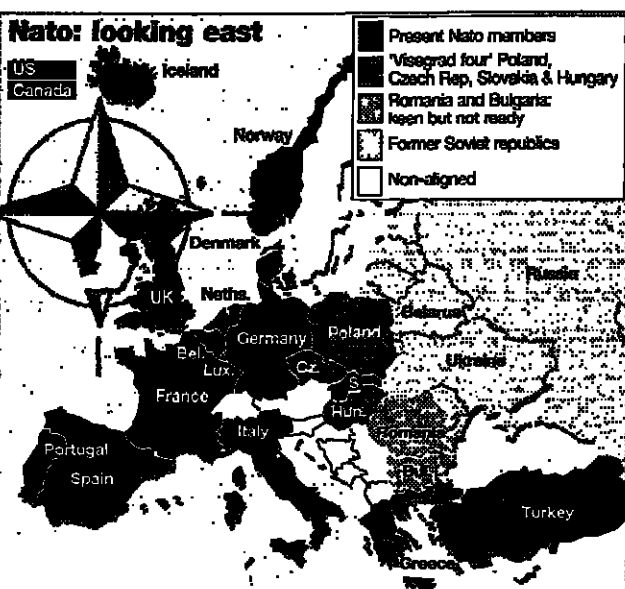 Nato: looking east
US
Canada
Present Nato members
'Visegrad four' Poland,
Czech Rep, Slovakia & Hungary
Romania and Bulgaria:
keen but not ready
Former Soviet republics
Non-aligned
Iceland
Norway
Denmark
Russia
Neths.
UK
Belarus
Germany
Poland
Bel.
Ukraine
Lux.
Cz.
S.
France
Hun.
Romania
Italy
Portugal
Bul.
Spain
Turkey
Greece